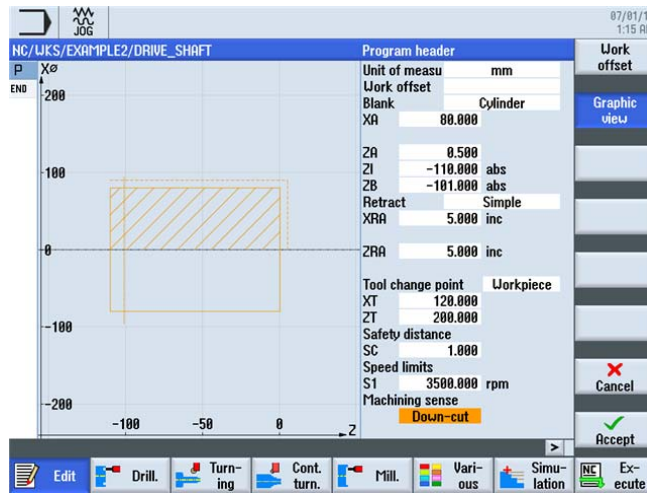 JOG
07/01/1
1:15 A
NC/WKS/EXAMPLE2/DRIVE_SHAFT
Program header
Work
offset
P
END
XØ
200
100
0
-100
-200
-100
-50
0
Z
Unit of measu mm
Work offset
Blank Cylinder
XA 80.000
ZA 0.500
ZI -110.000 abs
ZB -101.000 abs
Retract Simple
XRA 5.000 inc
ZRA 5.000 inc
Tool change point Workpiece
XT 120.000
ZT 200.000
Safety distance
SC 1.000
Speed limits
S1 3500.000 rpm
Machining sense
Down-cut
Graphic
view
Cancel
Accept
>
Edit
Drill.
Turn-
ing
Cont.
turn.
Mill.
Vari-
ous
Simu-
lation
NC
Ex-
ecute